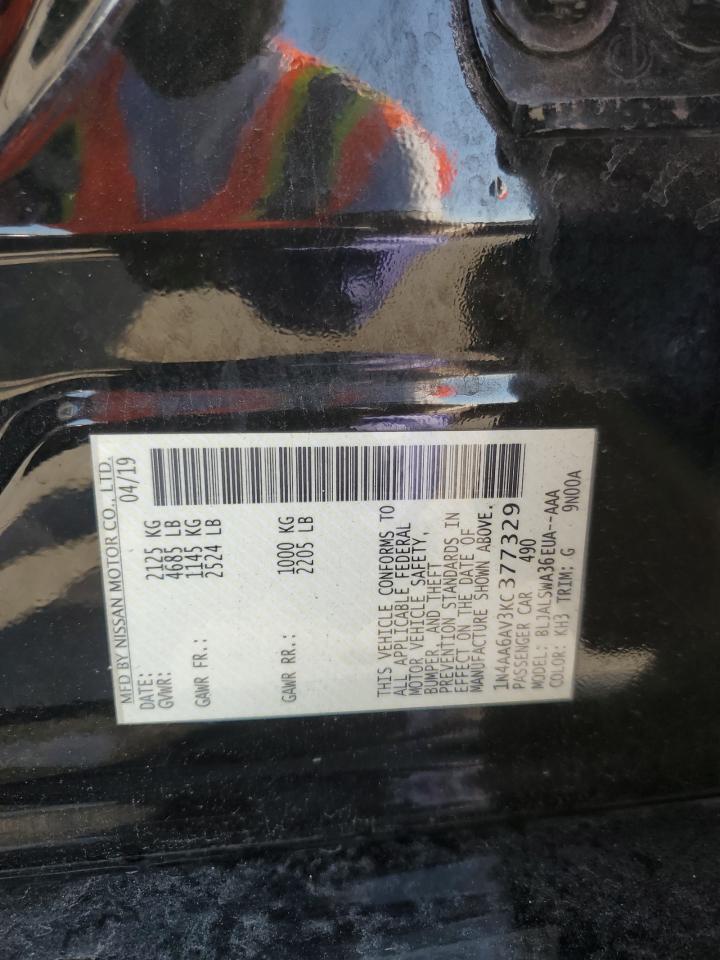 MFD BY NISSAN MOTOR CO., LTD.
DATE: 04/19
GVWR: 2125 KG
4685 LB
GAWR FR.: 1145 KG
2524 LB
GAWR RR.: 1000 KG
2205 LB
THIS VEHICLE CONFORMS TO
ALL APPLICABLE FEDERAL
MOTOR VEHICLE SAFETY,
BUMPER, AND THEFT
PREVENTION STANDARDS IN
EFFECT ON THE DATE OF
MANUFACTURE SHOWN ABOVE.
1N4AA6AV3KC377329
PASSENGER CAR 490
MODEL: BLJALSWA36EUA--AAA
COLOR: KH3 TRIM: G 9N00A